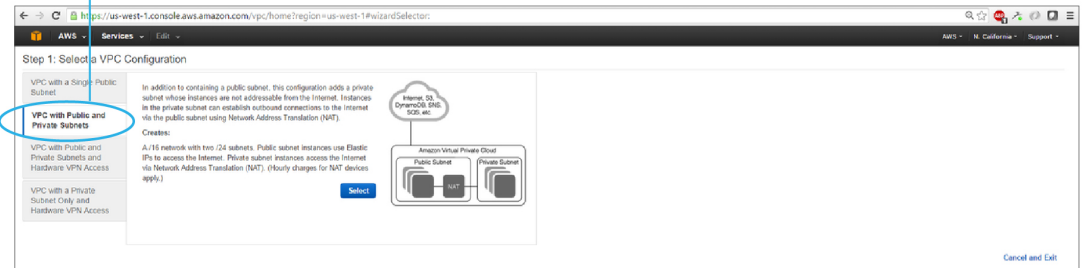 https://us-west-1.console.aws.amazon.com/vpc/home?region=us-west-1#wizardSelector:
AWS Services Edit AWS N. California Support
Step 1: Select a VPC Configuration
VPC with a Single Public
Subnet
VPC with Public and
Private Subnets
VPC with Public and
Private Subnets and
Hardware VPN Access
VPC with a Private
Subnet Only and
Hardware VPN Access
In addition to containing a public subnet, this configuration adds a private
subnet whose instances are not addressable from the Internet. Instances
in the private subnet can establish outbound connections to the Internet
via the public subnet using Network Address Translation (NAT).
Creates:
A /16 network with two /24 subnets. Public subnet instances use Elastic
IPs to access the Internet. Private subnet instances access the Internet
via Network Address Translation (NAT). (Hourly charges for NAT devices
apply.)
Select
Internet, S3,
DynamoDB, SNS,
SQS, etc
Amazon Virtual Private Cloud
Public Subnet Private Subnet
NAT
Cancel and Exit